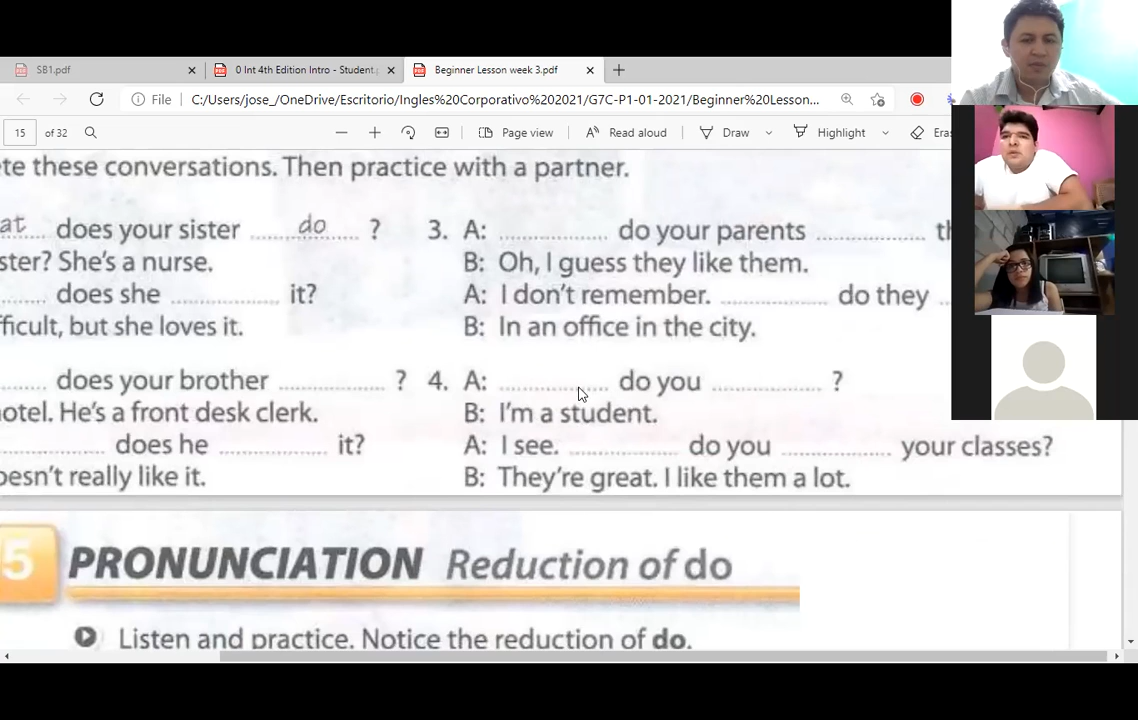 SB1.pdf
0 Int 4th Edition Intro - Student.
Beginner Lesson week 3.pdf
File C:/Users/jose_/OneDrive/Escritorio/Ingles%20Corporativo%202021/G7C-P1-01-2021/Beginner%20Lesson...
15 of 32 Page view Read aloud Draw Highlight Eras
te these conversations. Then practice with a partner.
at does your sister do ?
ster? She's a nurse.
does she it?
fficult, but she loves it.
does your brother ?
hotel. He's a front desk clerk.
does he it?
esn't really like it.
3. A: do your parents th
B: Oh, I guess they like them.
A: I don't remember. do they
B: In an office in the city.
4. A: do you ?
B: I'm a student.
A: I see. do you your classes?
B: They're great. I like them a lot.
5 PRONUNCIATION Reduction of do
Listen and practice. Notice the reduction of do.